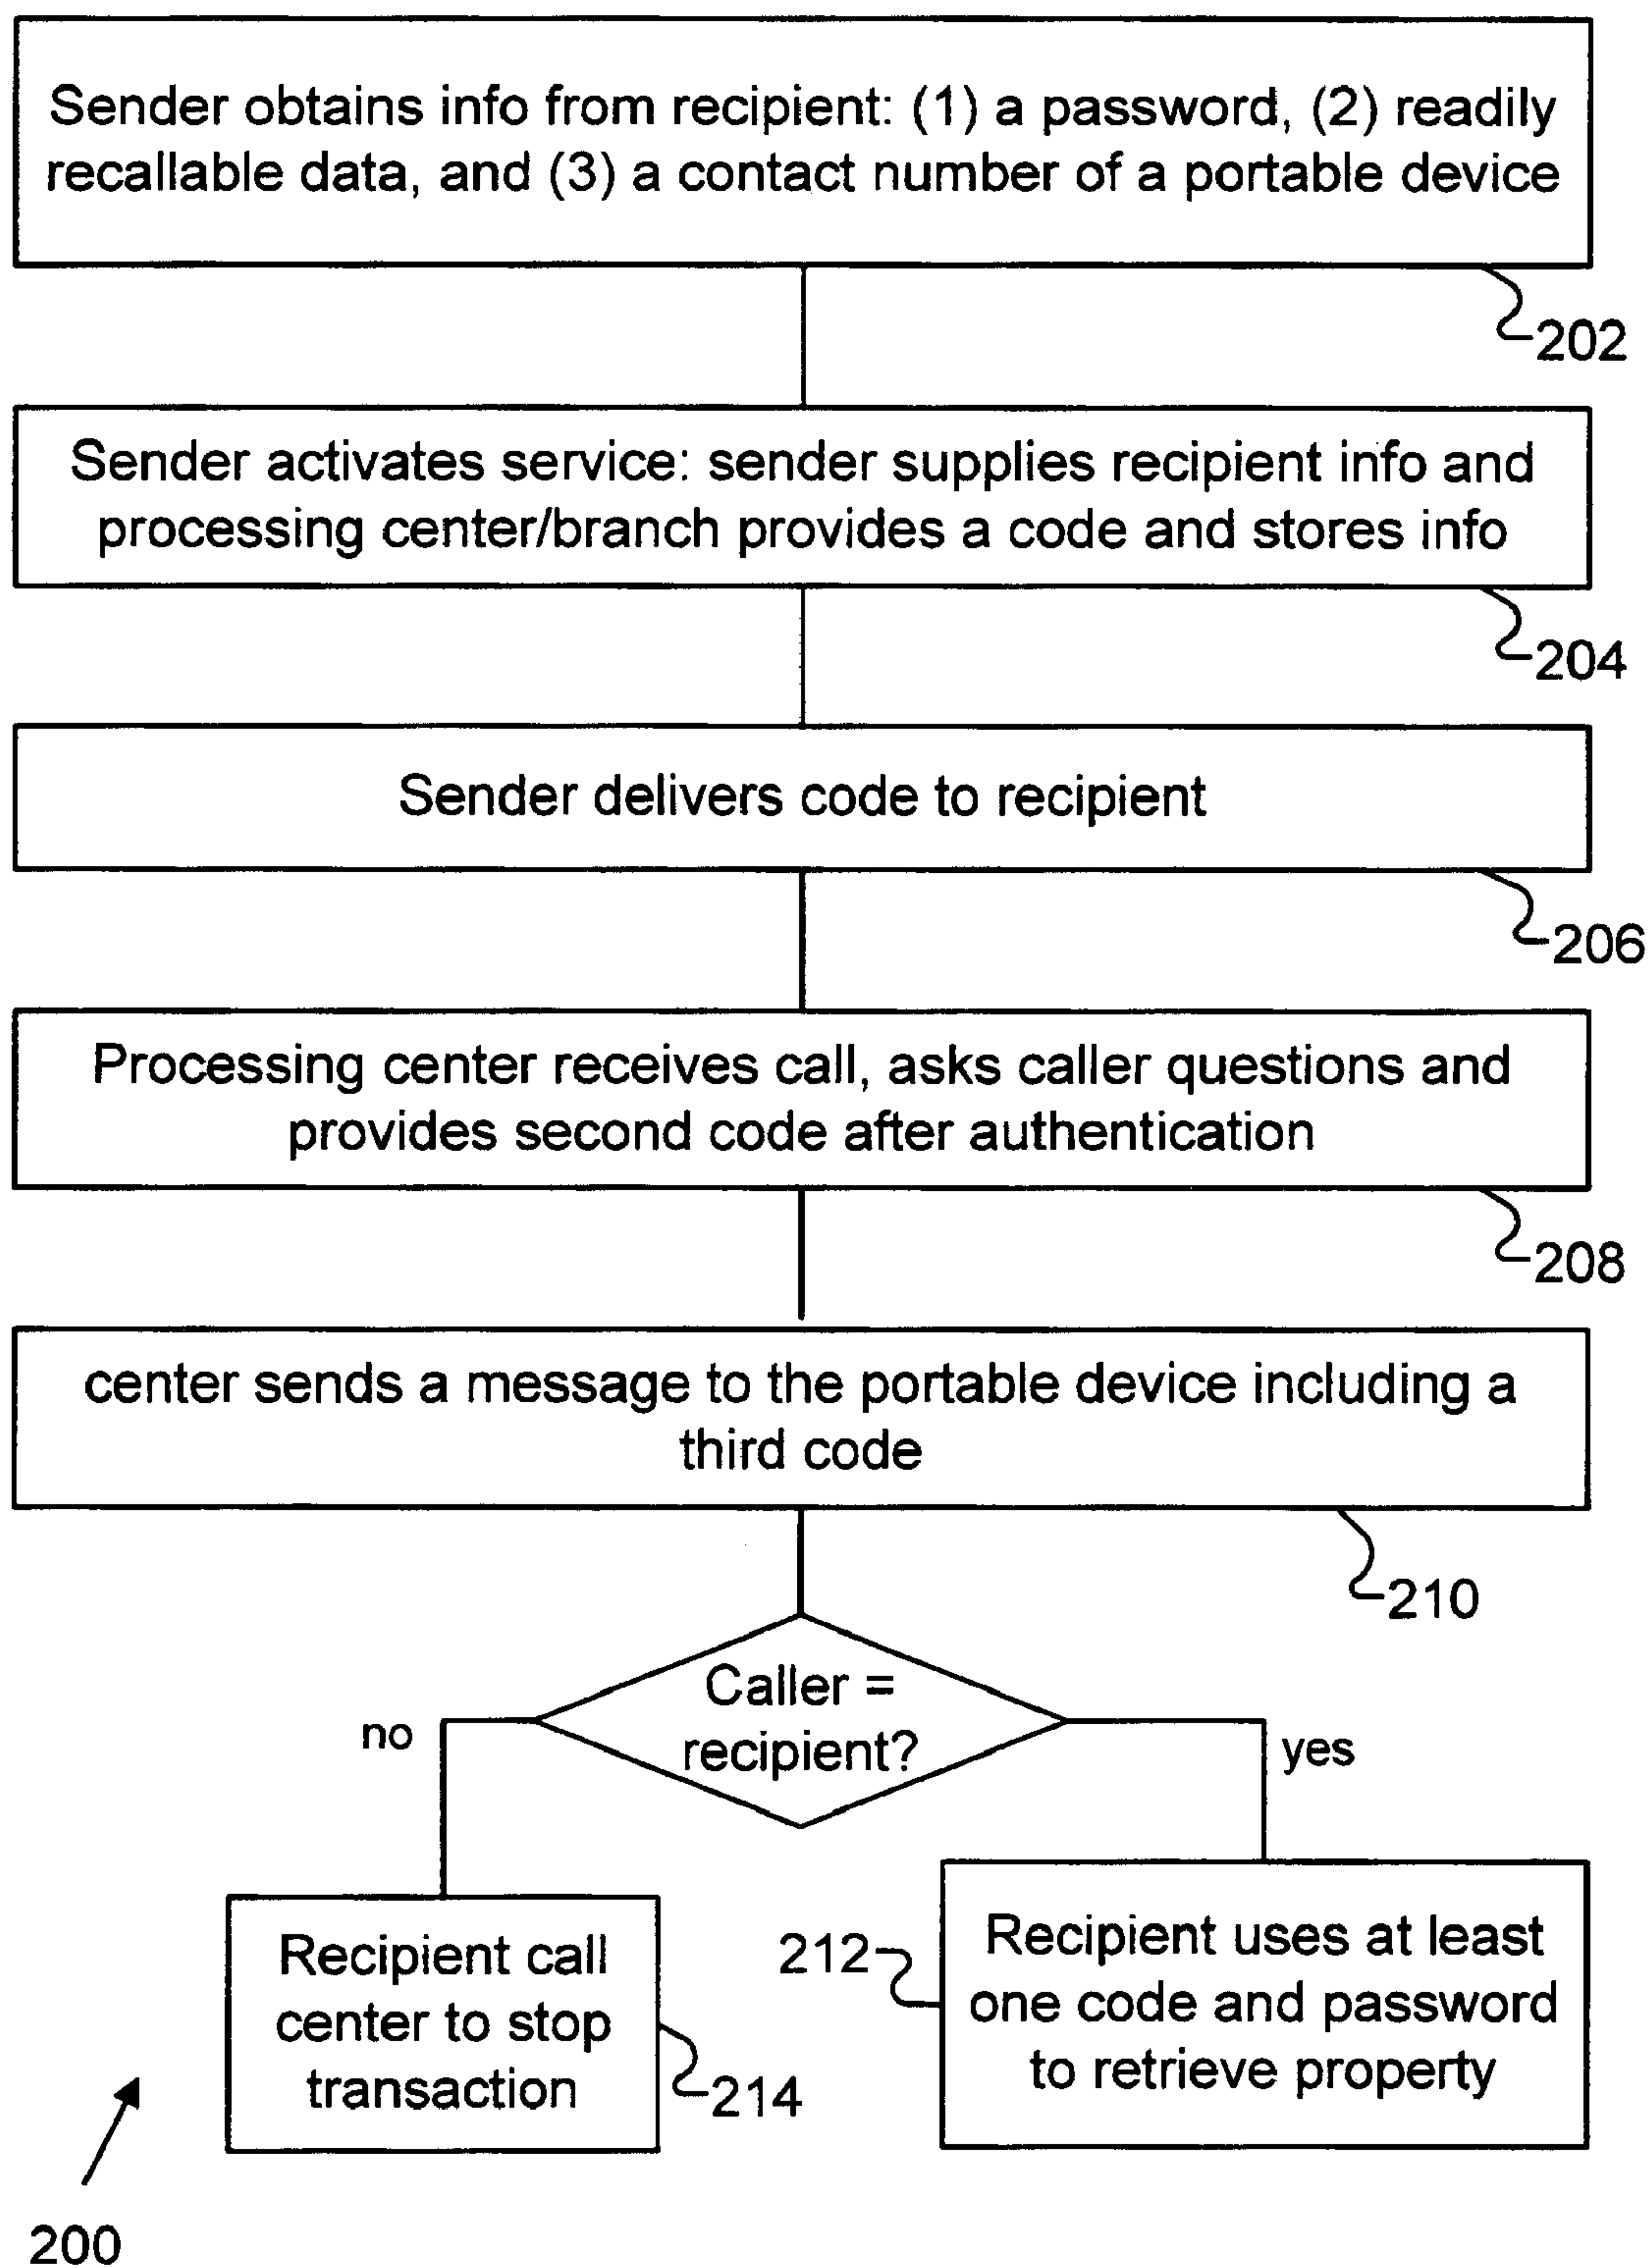 Sender obtains info from recipient: (1) a password, (2) readily
recallable data, and (3) a contact number of a portable device
202
Sender activates service: sender supplies recipient info and
processing center/branch provides a code and stores info
204
Sender delivers code to recipient
206
Processing center receives call, asks caller questions and
provides second code after authentication
208
center sends a message to the portable device including a
third code
210
Caller =
recipient?
no
yes
Recipient call
center to stop
transaction
214
212
Recipient uses at least
one code and password
to retrieve property
200